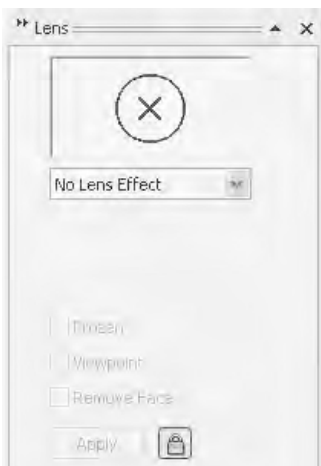 Lens
No Lens Effect
Frozen
Viewpoint
Remove Face
Apply